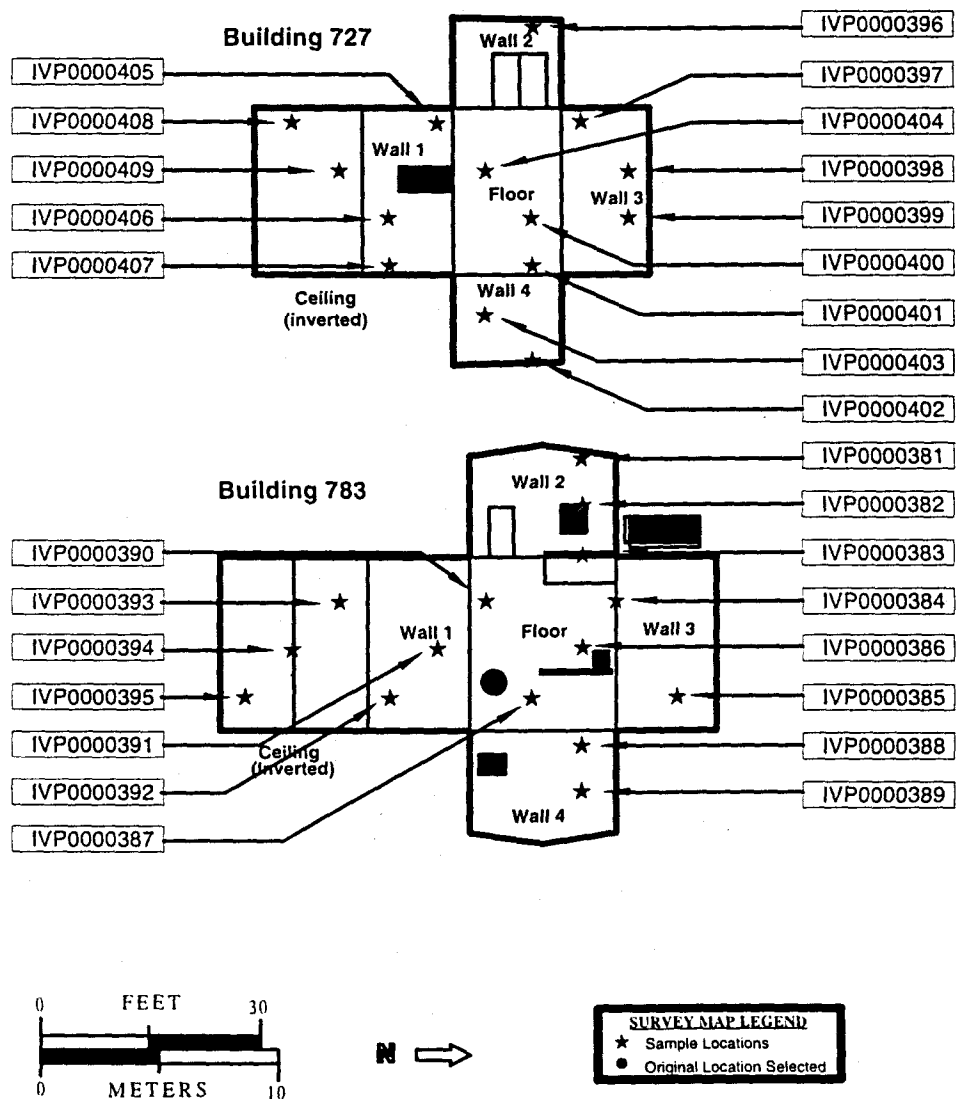 Building 727
Wall 2
IVP0000396
IVP0000405
IVP0000397
IVP0000408
IVP0000404
Wall 1
IVP0000409
IVP0000398
Floor
Wall 3
IVP0000406
IVP0000399
IVP0000407
IVP0000400
Wall 4
Ceiling
(inverted)
IVP0000401
IVP0000403
IVP0000402
IVP0000381
Building 783
Wall 2
IVP0000382
IVP0000390
IVP0000383
IVP0000393
IVP0000384
Wall 1
Floor
Wall 3
IVP0000394
IVP0000386
IVP0000395
IVP0000385
IVP0000391
Ceiling
(Inverted)
IVP0000388
IVP0000392
IVP0000389
Wall 4
IVP0000387
0 FEET 30
0 METERS 10
N
SURVEY MAP LEGEND
Sample Locations
Original Location Selected